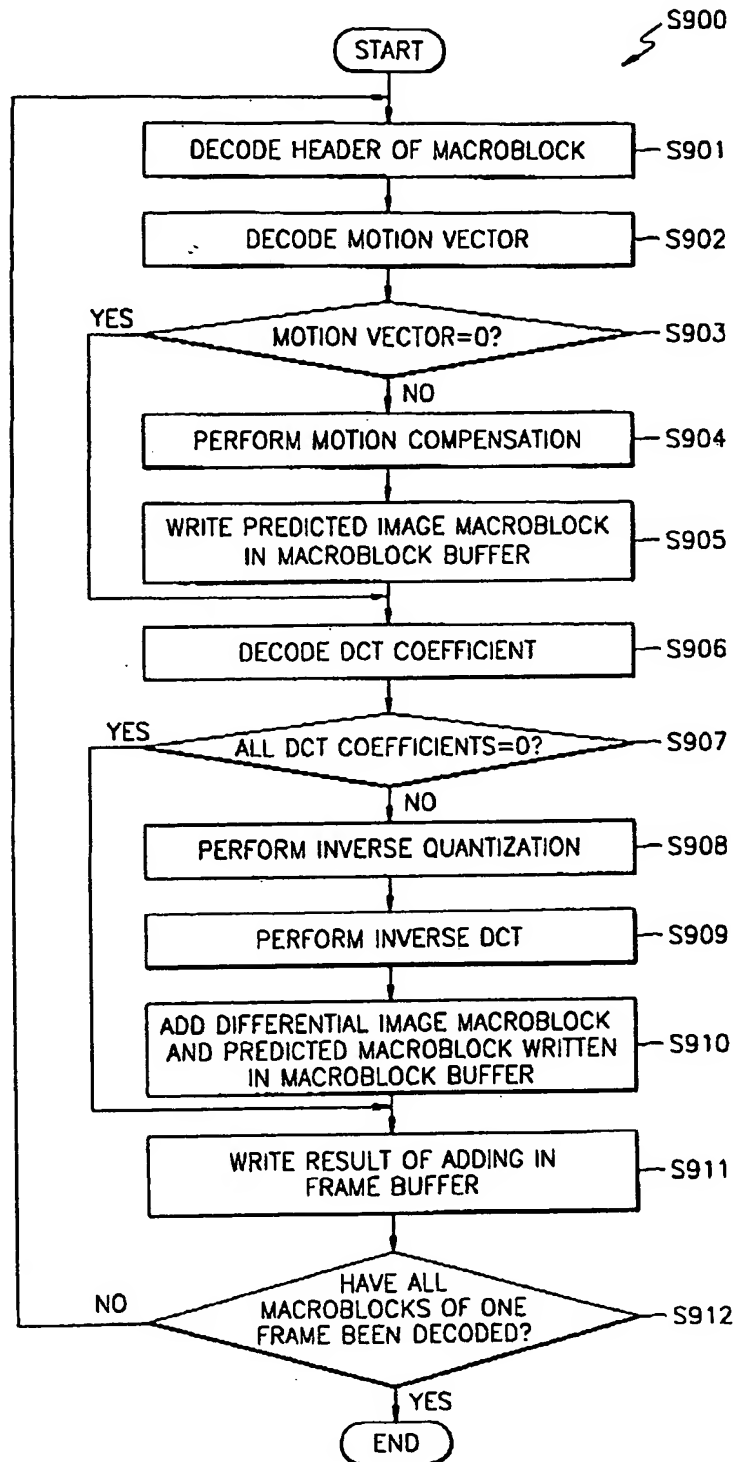 S900
START
DECODE HEADER OF MACROBLOCK
S901
DECODE MOTION VECTOR
S902
YES
MOTION VECTOR=0?
S903
NO
PERFORM MOTION COMPENSATION
S904
WRITE PREDICTED IMAGE MACROBLOCK
IN MACROBLOCK BUFFER
S905
DECODE DCT COEFFICIENT
S906
YES
ALL DCT COEFFICIENTS=0?
S907
NO
PERFORM INVERSE QUANTIZATION
S908
PERFORM INVERSE DCT
S909
ADD DIFFERENTIAL IMAGE MACROBLOCK
AND PREDICTED MACROBLOCK WRITTEN
IN MACROBLOCK BUFFER
S910
WRITE RESULT OF ADDING IN
FRAME BUFFER
S911
NO
HAVE ALL
MACROBLOCKS OF ONE
FRAME BEEN DECODED?
S912
YES
END